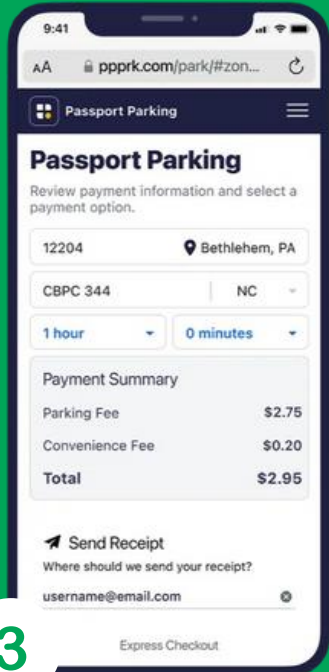 9:41
AA ppprk.com/park/#zon...
Passport Parking
Passport Parking
Review payment information and select a
payment option.
12204 Bethlehem, PA
CBPC 344 NC
1 hour 0 minutes
Payment Summary
Parking Fee $2.75
Convenience Fee $0.20
Total $2.95
Send Receipt
Where should we send your receipt?
username@email.com
3
Express Checkout